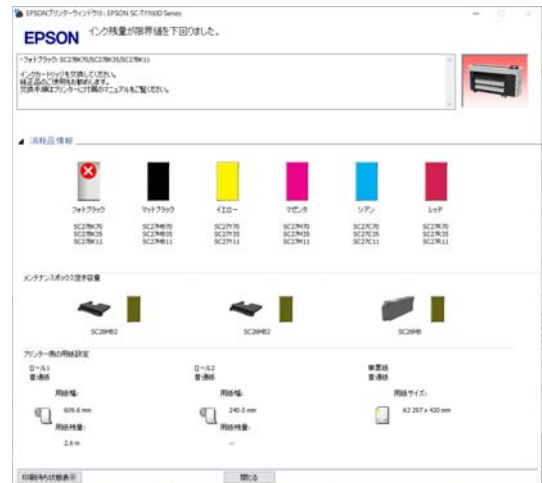 EPSONプリンターウィンドウ!3 : EPSON SC-T7700D Series
EPSON
インク残量が限界値を下回りました。
・フォトブラック: SC27BK70/SC27BK35/SC27BK11
インクカートリッジを交換してください。
純正品のご使用をお勧めします。
交換手順はプリンターに付属のマニュアルをご覧ください。
消耗品情報
フォトブラック マットブラック イエロー マゼンタ シアン レッド
SC27BK70 SC27MB70 SC27Y70 SC27M70 SC27C70 SC27R70
SC27BK35 SC27MB35 SC27Y35 SC27M35 SC27C35 SC27R35
SC27BK11 SC27MB11 SC27Y11 SC27M11 SC27C11 SC27R11
メンテナンスボックス空き容量
SC26MB2 SC26MB2 SC26MB
プリンター側の用紙設定
ロール1 ロール2 単票紙
普通紙 普通紙 普通紙
用紙幅: 用紙幅: 用紙サイズ:
609.6 mm 240.0 mm A3 297 x 420 mm
用紙残量: 用紙残量:
2.6 m --
印刷待ち状態表示 閉じる